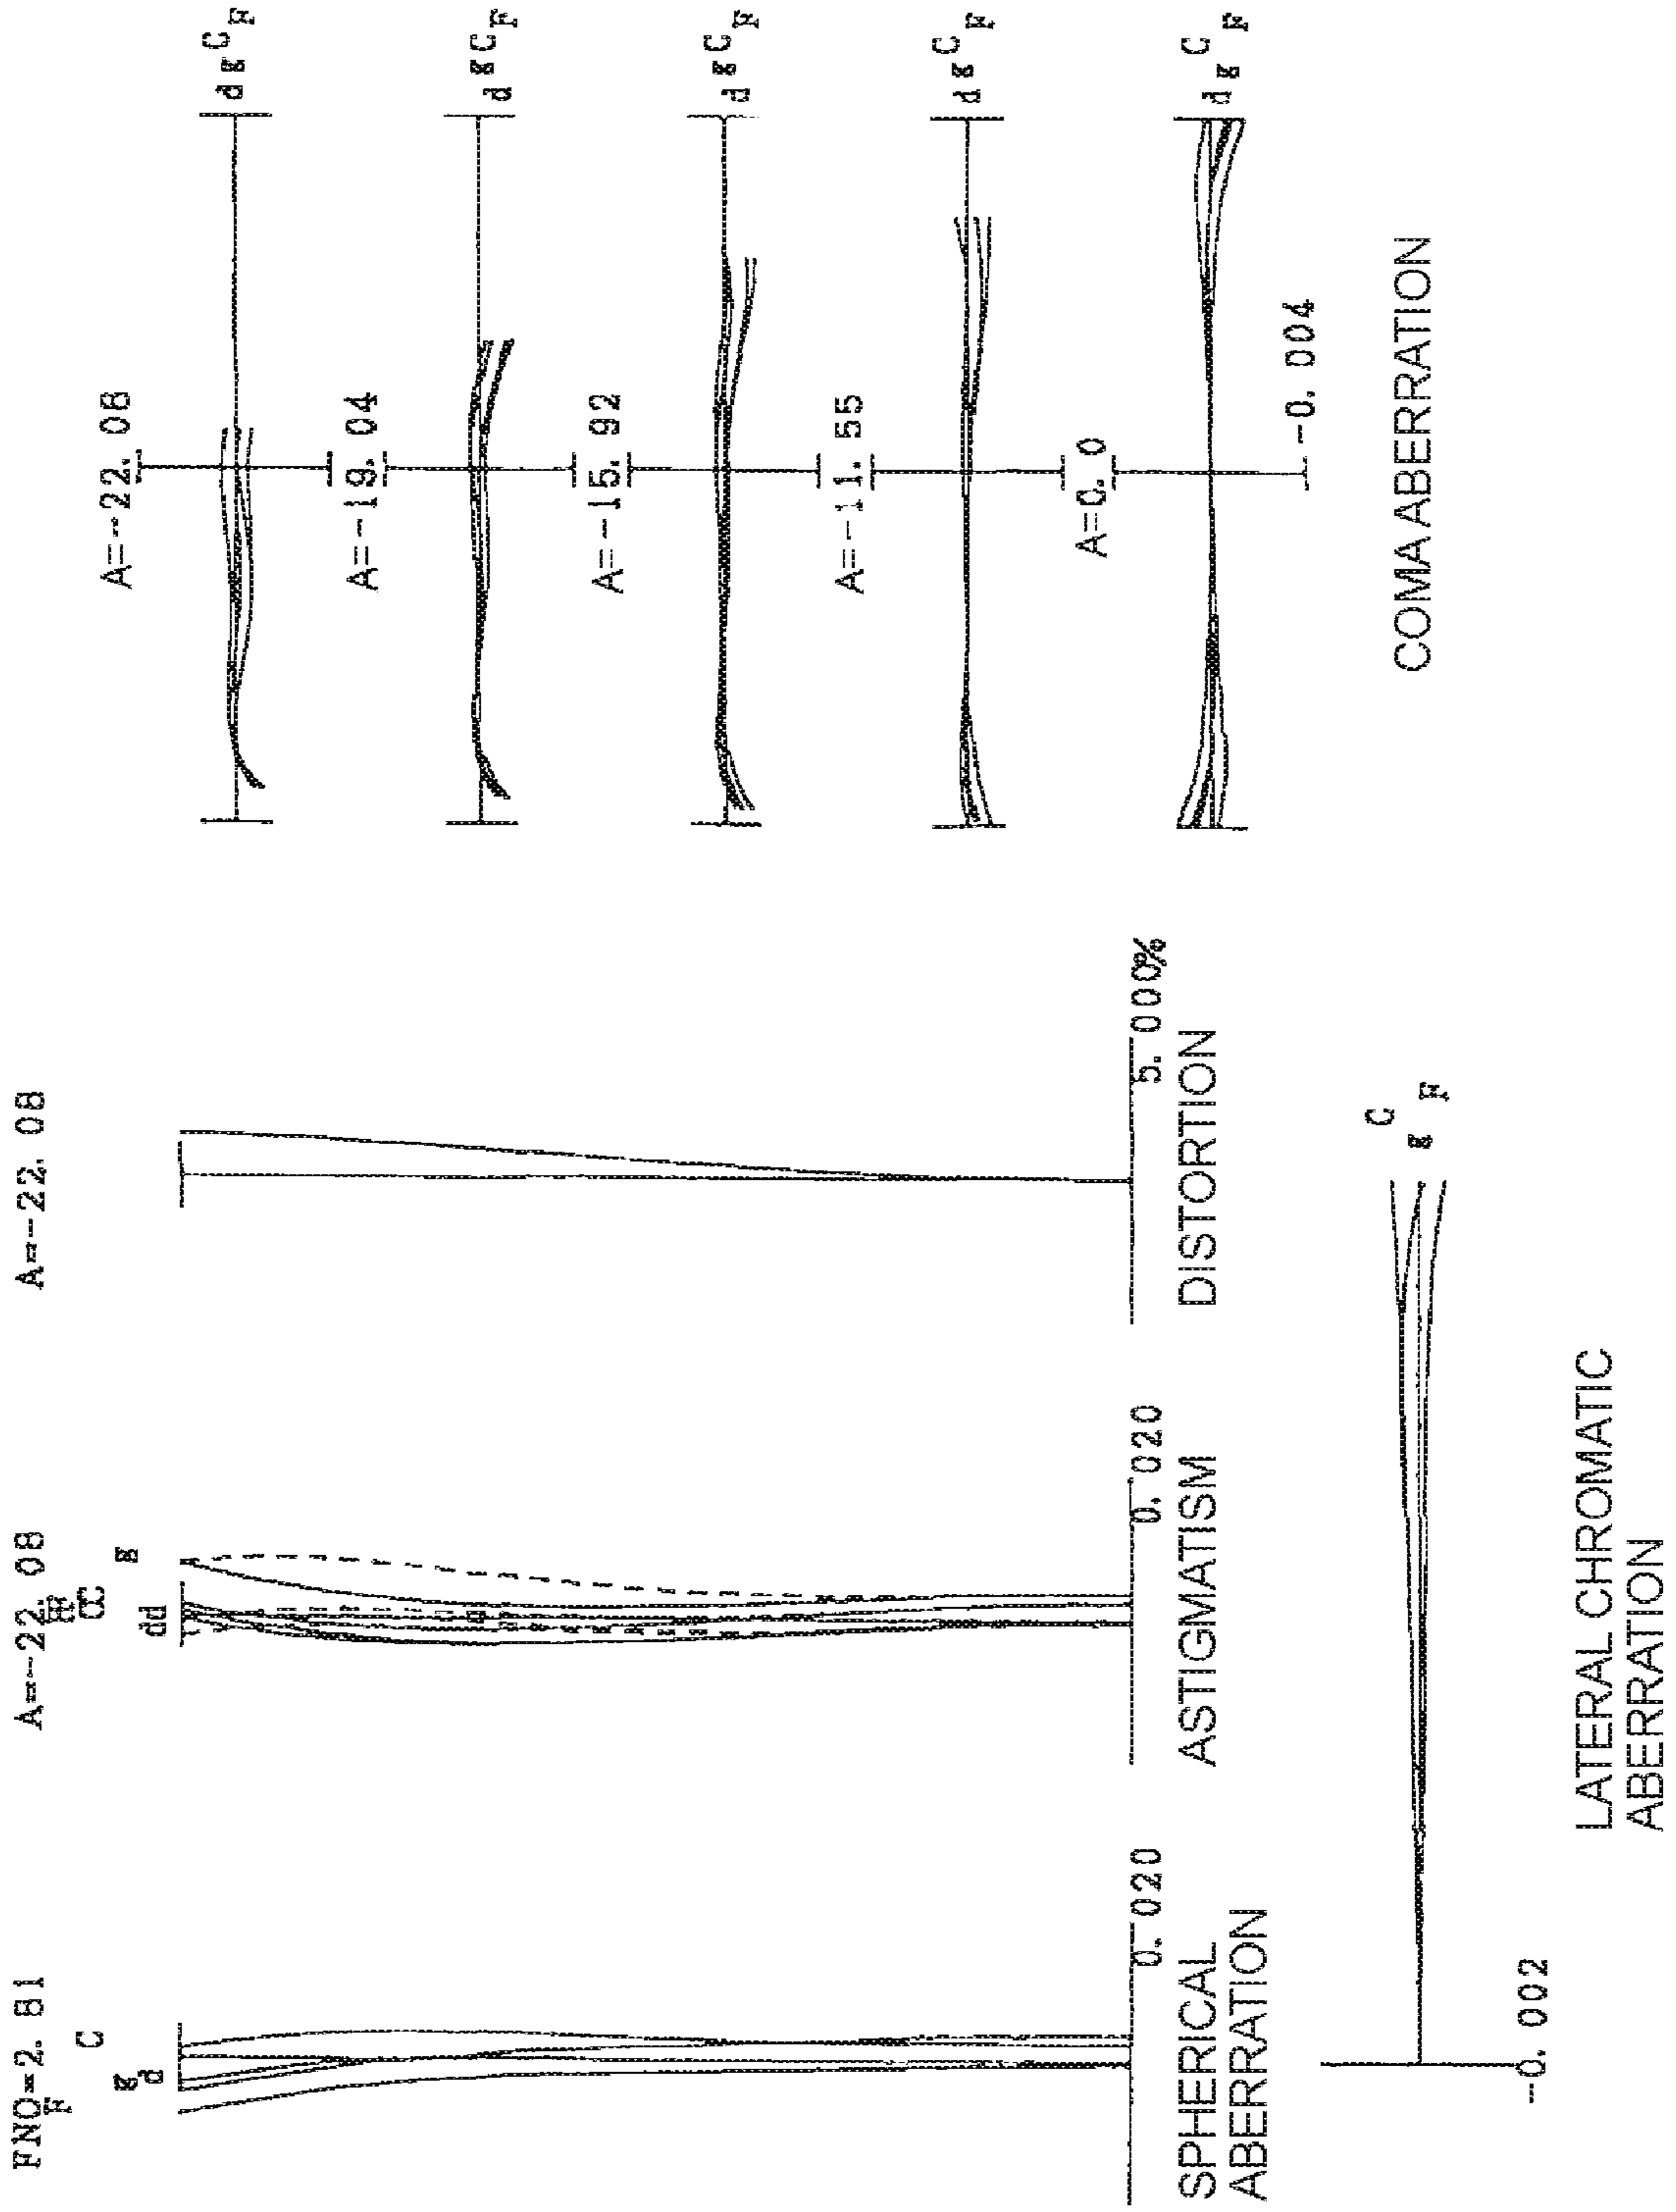 FNO=2.81
F
C
g
d
0.020
SPHERICAL
ABERRATION
A=-22.08
dd
g
0.020
ASTIGMATISM
A=-22.08
5.000%
DISTORTION
C
g
F
-0.002
LATERAL CHROMATIC
ABERRATION
A=-22.08
d g C F
A=-19.04
d g C F
A=-15.92
d g C F
A=-11.55
d g C F
A=0.0
d g C F
-0.004
COMA ABERRATION